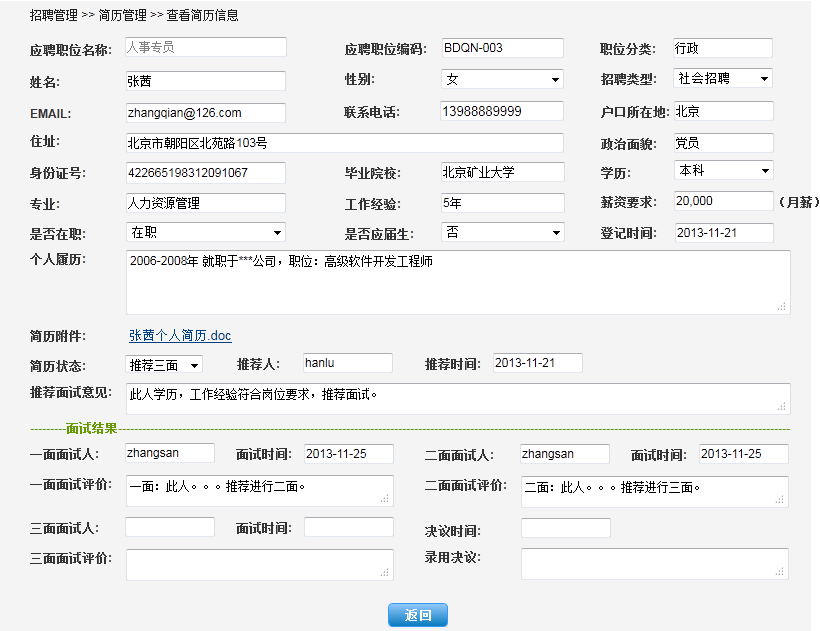 招聘管理 >> 简历管理 >> 查看简历信息
应聘职位名称: 人事专员 应聘职位编码: BDQN-003 职位分类: 行政
姓名: 张茜 性别: 女 招聘类型: 社会招聘
EMAIL: zhangqian@126.com 联系电话: 13988889999 户口所在地: 北京
住址: 北京市朝阳区北苑路103号 政治面貌: 党员
身份证号: 422665198312091067 毕业院校: 北京矿业大学 学历: 本科
专业: 人力资源管理 工作经验: 5年 薪资要求: 20,000 (月薪)
是否在职: 在职 是否应届生: 否 登记时间: 2013-11-21
个人履历: 2006-2008年 就职于***公司，职位：高级软件开发工程师
简历附件: 张茜个人简历.doc
简历状态: 推荐三面 推荐人: hanlu 推荐时间: 2013-11-21
推荐面试意见: 此人学历，工作经验符合岗位要求，推荐面试。
面试结果
一面面试人: zhangsan 面试时间: 2013-11-25 二面面试人: zhangsan 面试时间: 2013-11-25
一面面试评价: 一面：此人。。。推荐进行二面。 二面面试评价: 二面：此人。。。推荐进行三面。
三面面试人: 面试时间: 决议时间:
三面面试评价: 录用决议:
返回